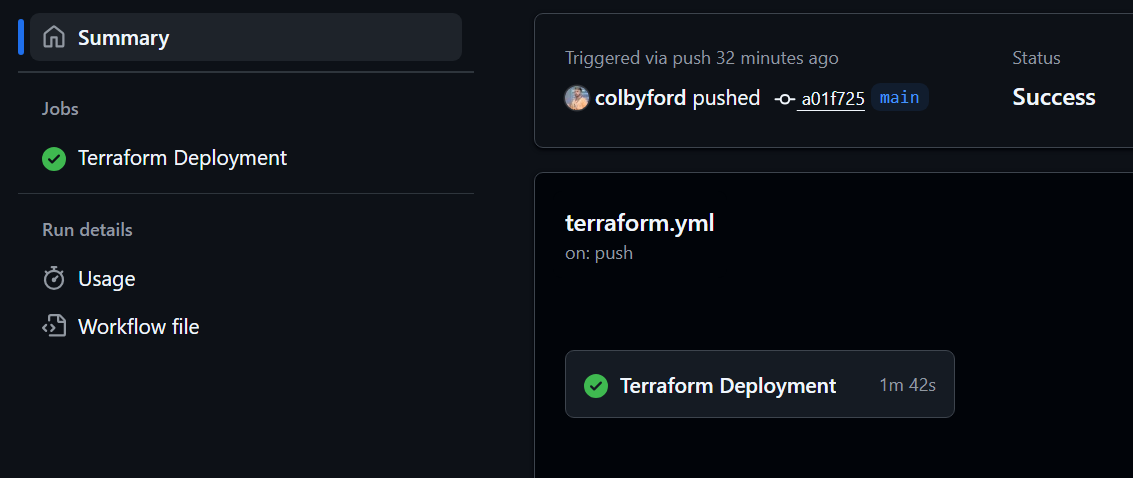 Summary
Jobs
Terraform Deployment
Run details
Usage
Workflow file
Triggered via push 32 minutes ago
colbyford pushed a01f725 main
Status
Success
terraform.yml
on: push
Terraform Deployment 1m 42s